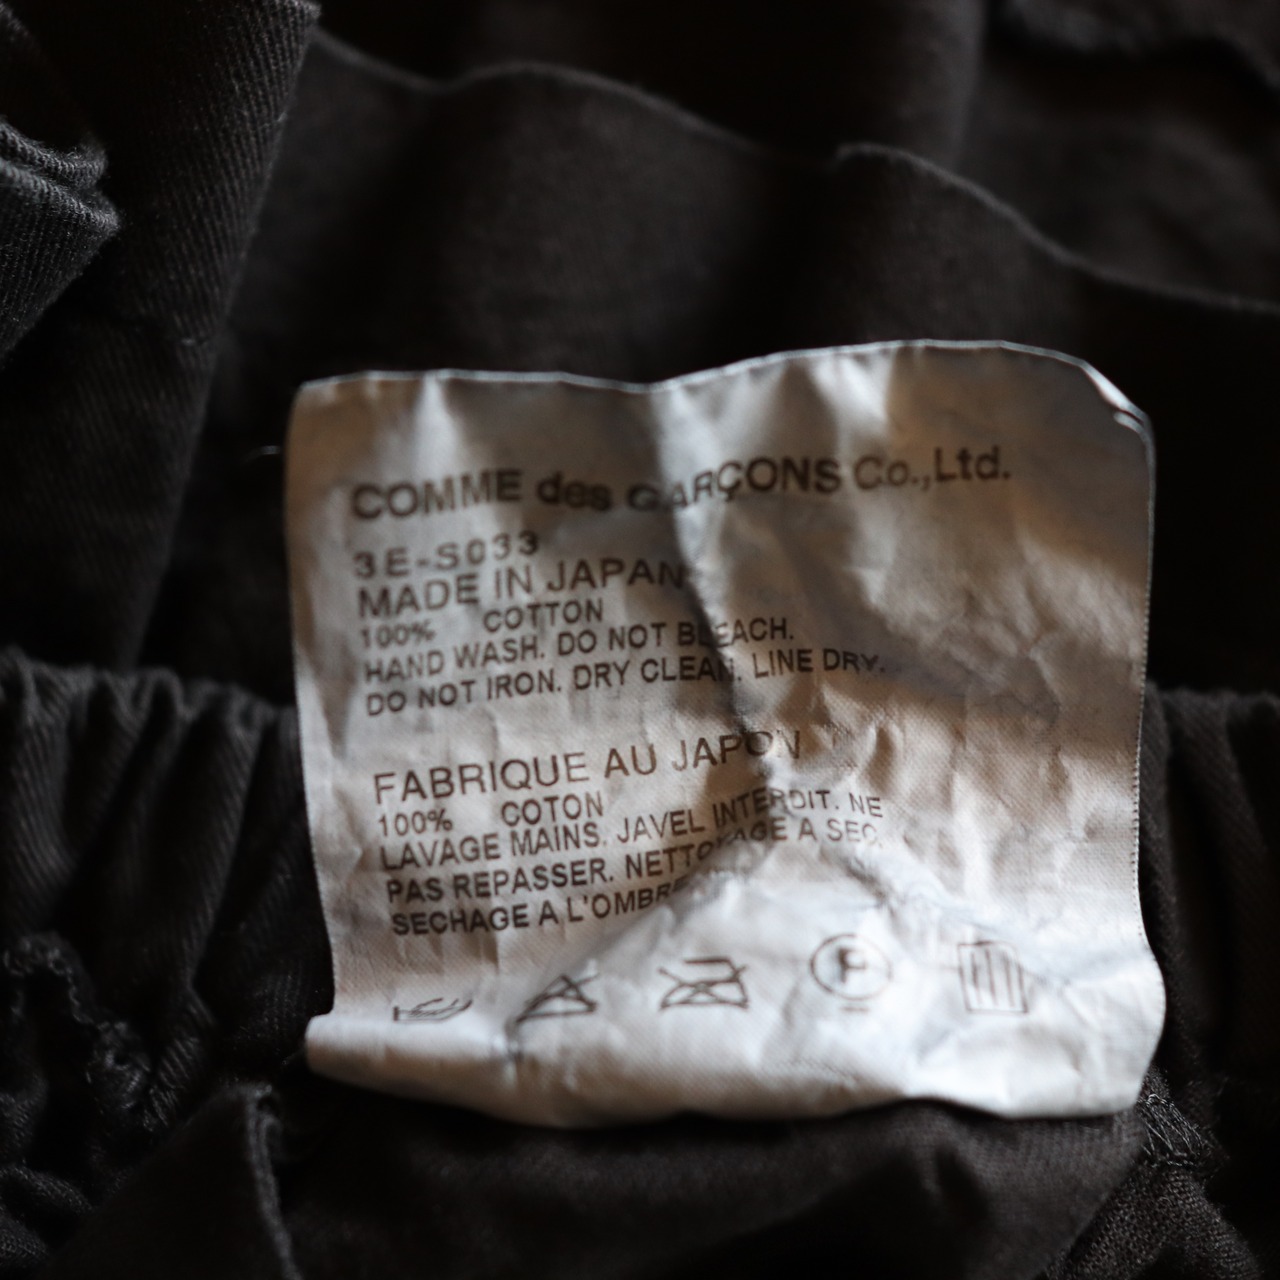 COMME des GARÇONS Co.,Ltd.
3E-S033
MADE IN JAPAN
100% COTTON
HAND WASH. DO NOT BLEACH.
DO NOT IRON. DRY CLEAN. LINE DRY.
FABRIQUE AU JAPON
100% COTON
LAVAGE MAINS. JAVEL INTERDIT. NE
PAS REPASSER. NETTOYAGE A SEC.
SECHAGE A L'OMBRE
P